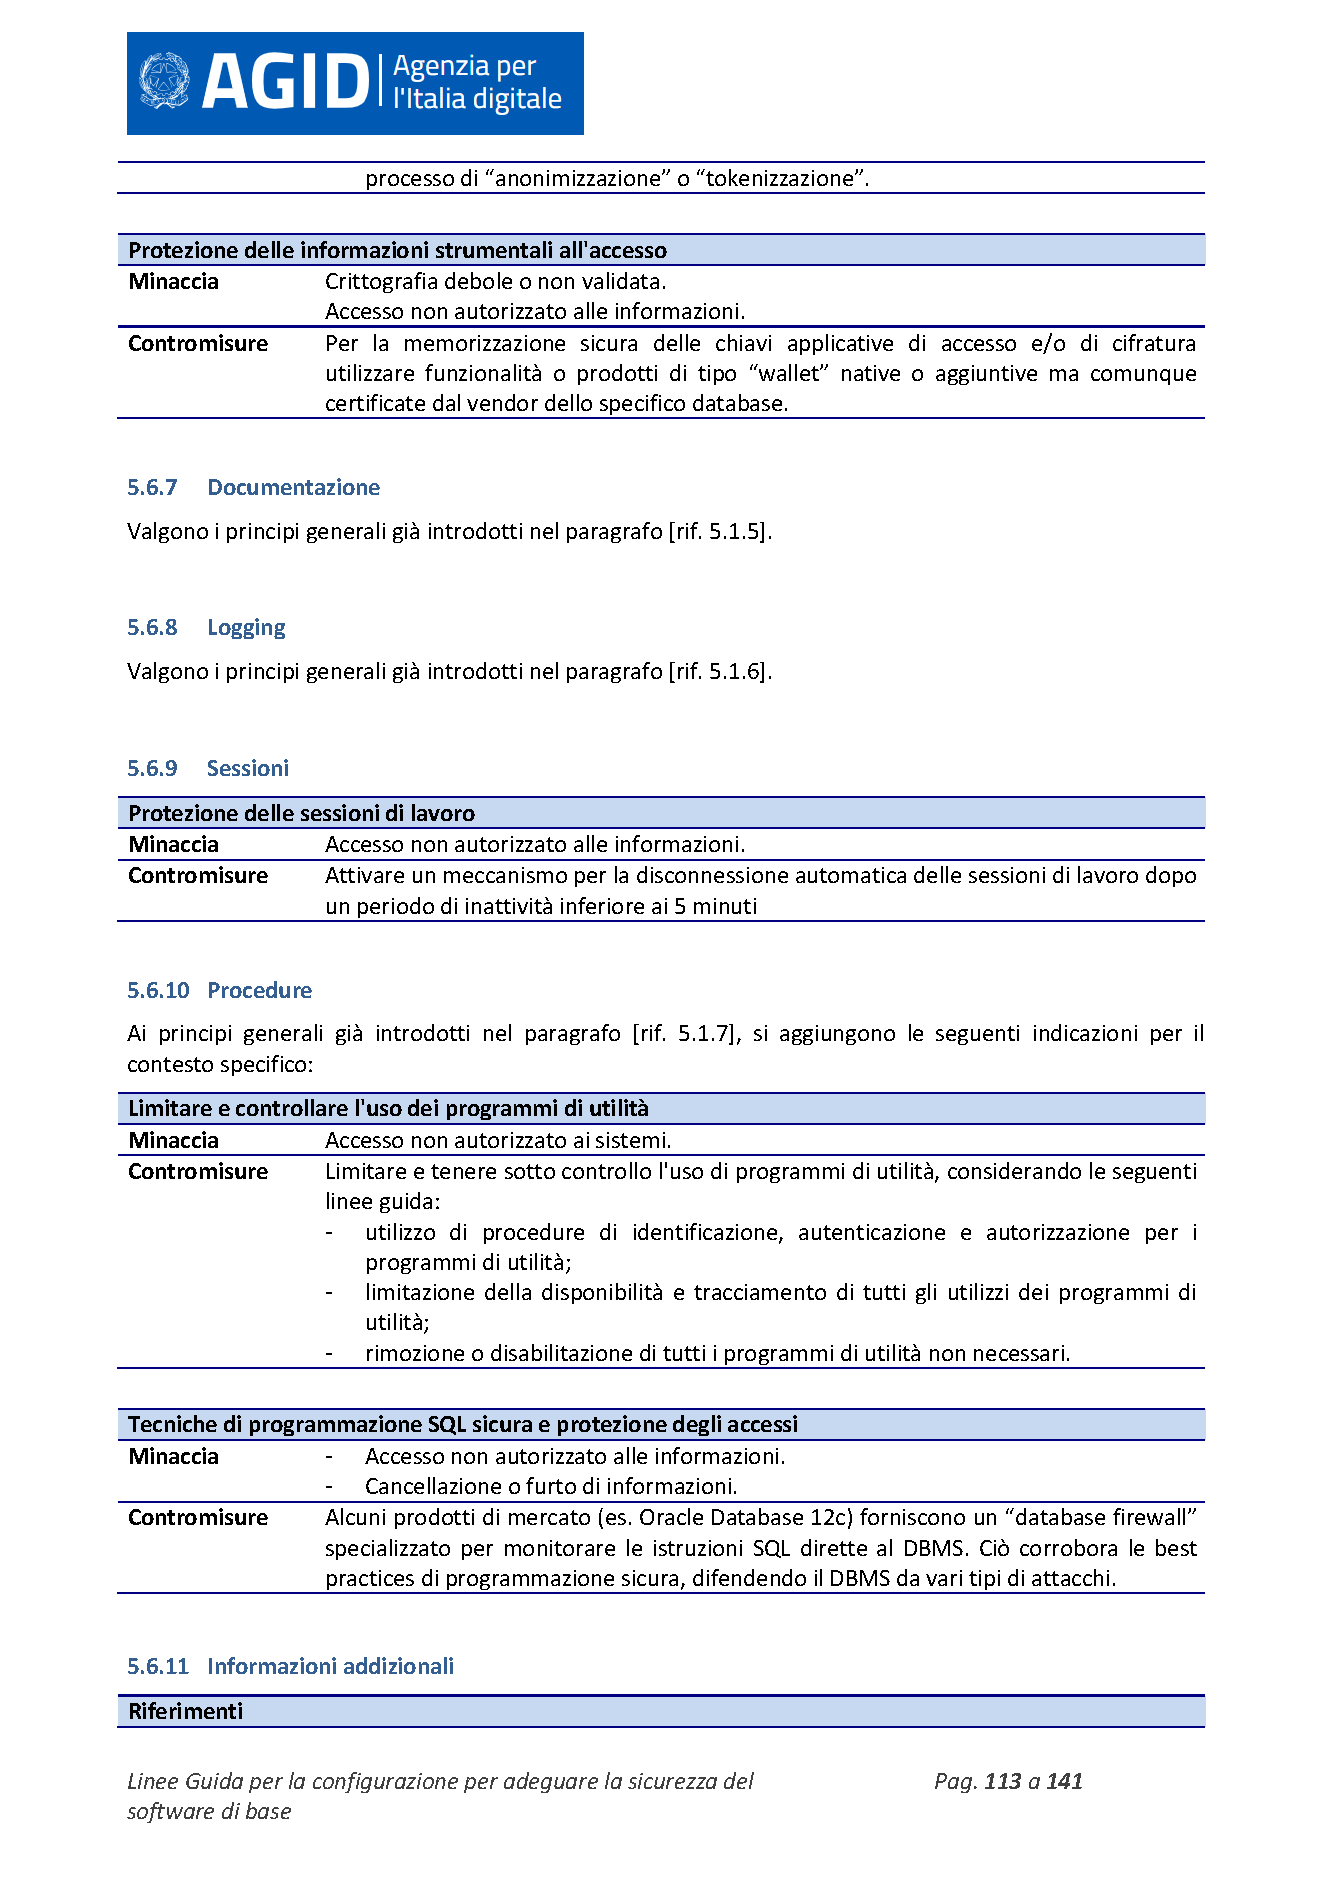 AGID Agenzia per
l'Italia digitale
processo di “anonimizzazione” o “tokenizzazione”.
Protezione delle informazioni strumentali all'accesso
Minaccia Crittografia debole o non validata.
Accesso non autorizzato alle informazioni.
Contromisure Per la memorizzazione sicura delle chiavi applicative di accesso e/o di cifratura
utilizzare funzionalità o prodotti di tipo “wallet” native o aggiuntive ma comunque
certificate dal vendor dello specifico database.
5.6.7 Documentazione
Valgono i principi generali già introdotti nel paragrafo [rif. 5.1.5].
5.6.8 Logging
Valgono i principi generali già introdotti nel paragrafo [rif. 5.1.6].
5.6.9 Sessioni
Protezione delle sessioni di lavoro
Minaccia Accesso non autorizzato alle informazioni.
Contromisure Attivare un meccanismo per la disconnessione automatica delle sessioni di lavoro dopo
un periodo di inattività inferiore ai 5 minuti
5.6.10 Procedure
Ai principi generali già introdotti nel paragrafo [rif. 5.1.7], si aggiungono le seguenti indicazioni per il
contesto specifico:
Limitare e controllare l'uso dei programmi di utilità
Minaccia Accesso non autorizzato ai sistemi.
Contromisure Limitare e tenere sotto controllo l'uso di programmi di utilità, considerando le seguenti
linee guida:
- utilizzo di procedure di identificazione, autenticazione e autorizzazione per i
programmi di utilità;
- limitazione della disponibilità e tracciamento di tutti gli utilizzi dei programmi di
utilità;
- rimozione o disabilitazione di tutti i programmi di utilità non necessari.
Tecniche di programmazione SQL sicura e protezione degli accessi
Minaccia - Accesso non autorizzato alle informazioni.
- Cancellazione o furto di informazioni.
Contromisure Alcuni prodotti di mercato (es. Oracle Database 12c) forniscono un “database firewall”
specializzato per monitorare le istruzioni SQL dirette al DBMS. Ciò corrobora le best
practices di programmazione sicura, difendendo il DBMS da vari tipi di attacchi.
5.6.11 Informazioni addizionali
Riferimenti
Linee Guida per la configurazione per adeguare la sicurezza del Pag. 113 a 141
software di base